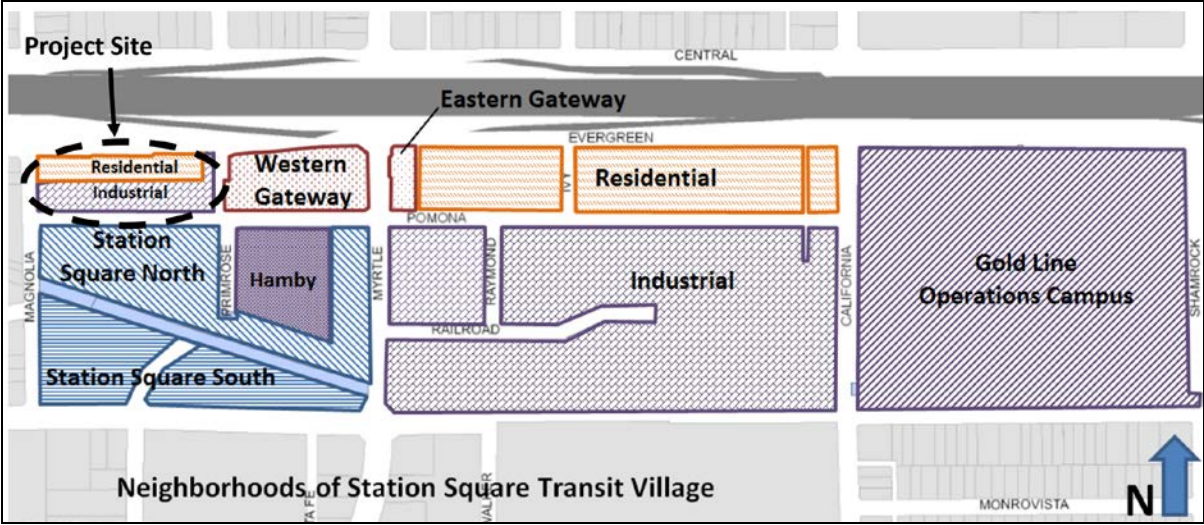 Project Site
CENTRAL
Eastern Gateway
EVERGREEN
Residential
Industrial
Western
Gateway
IVY
Residential
POMONA
Station
Square North
MAGNOLIA
PRIMROSE
Hamby
MYRTLE
RAYMOND
Industrial
RAILROAD
CALIFORNIA
Gold Line
Operations Campus
SHAMROCK
Station Square South
Neighborhoods of Station Square Transit Village
MONROVISTA
N